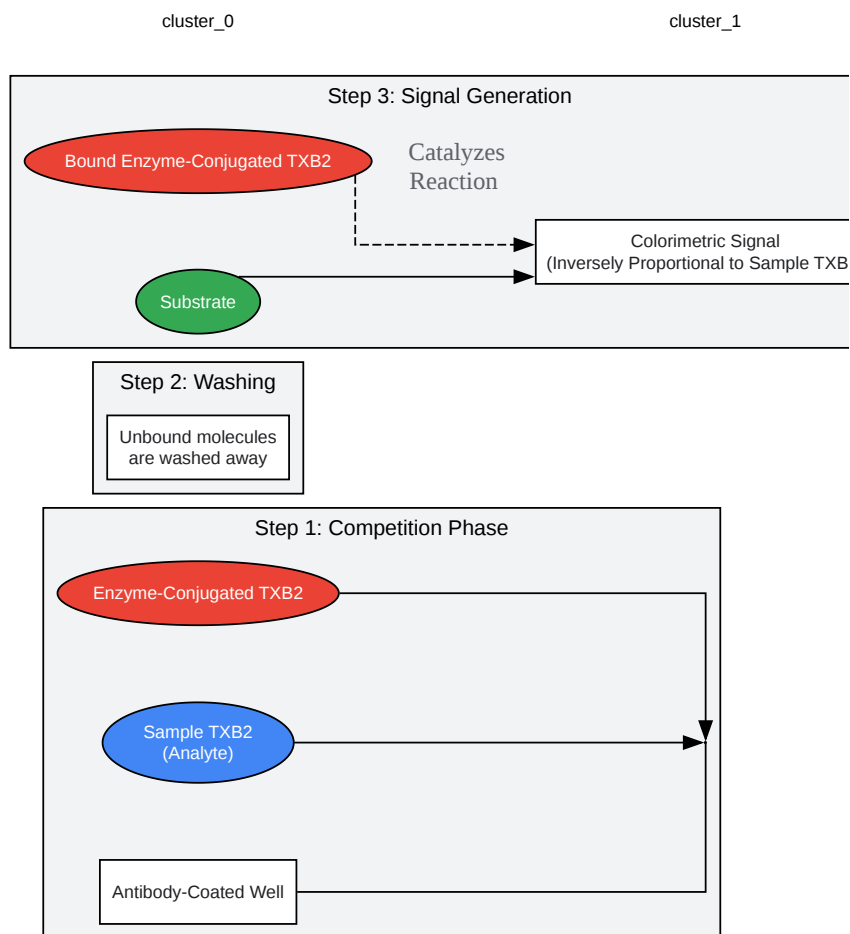 cluster_0
cluster_1
Step 3: Signal Generation
Bound Enzyme-Conjugated TXB2
Catalyzes
Reaction
Colorimetric Signal
(Inversely Proportional to Sample TXB
Substrate
Step 2: Washing
Unbound molecules
are washed away
Step 1: Competition Phase
Enzyme-Conjugated TXB2
Sample TXB2
(Analyte)
Antibody-Coated Well